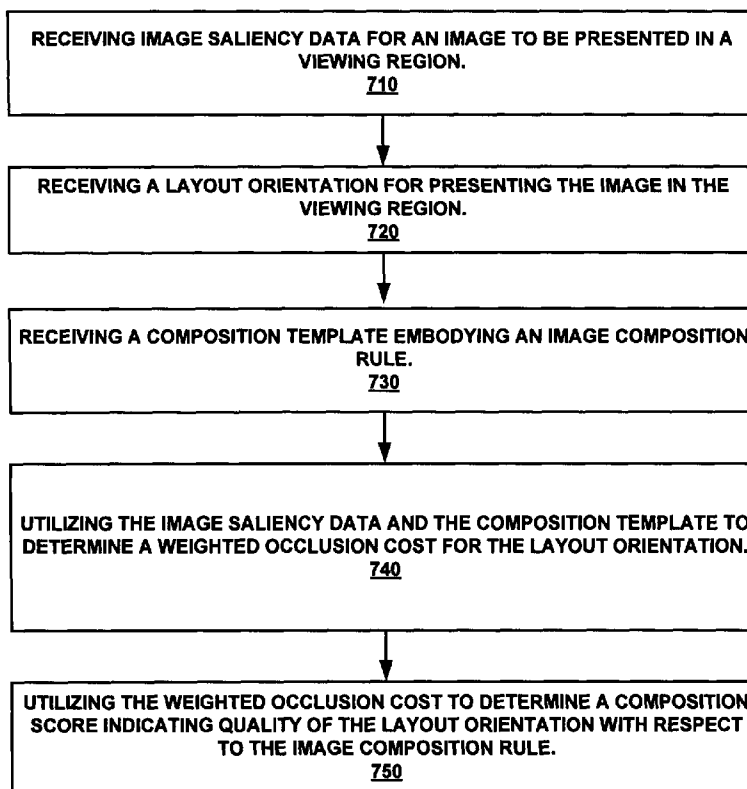 RECEIVING IMAGE SALIENCY DATA FOR AN IMAGE TO BE PRESENTED IN A
VIEWING REGION.
710
RECEIVING A LAYOUT ORIENTATION FOR PRESENTING THE IMAGE IN THE
VIEWING REGION.
720
RECEIVING A COMPOSITION TEMPLATE EMBODYING AN IMAGE COMPOSITION
RULE.
730
UTILIZING THE IMAGE SALIENCY DATA AND THE COMPOSITION TEMPLATE TO
DETERMINE A WEIGHTED OCCLUSION COST FOR THE LAYOUT ORIENTATION.
740
UTILIZING THE WEIGHTED OCCLUSION COST TO DETERMINE A COMPOSITION
SCORE INDICATING QUALITY OF THE LAYOUT ORIENTATION WITH RESPECT
TO THE IMAGE COMPOSITION RULE.
750